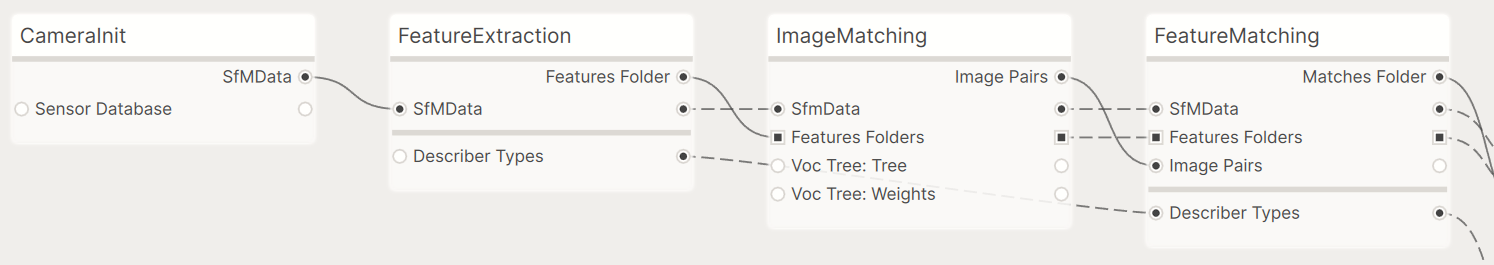 CameraInit
SfMData
Sensor Database
FeatureExtraction
Features Folder
SfMData
Describer Types
ImageMatching
Image Pairs
SfmData
Features Folders
Voc Tree: Tree
Voc Tree: Weights
FeatureMatching
Matches Folder
SfMData
Features Folders
Image Pairs
Describer Types